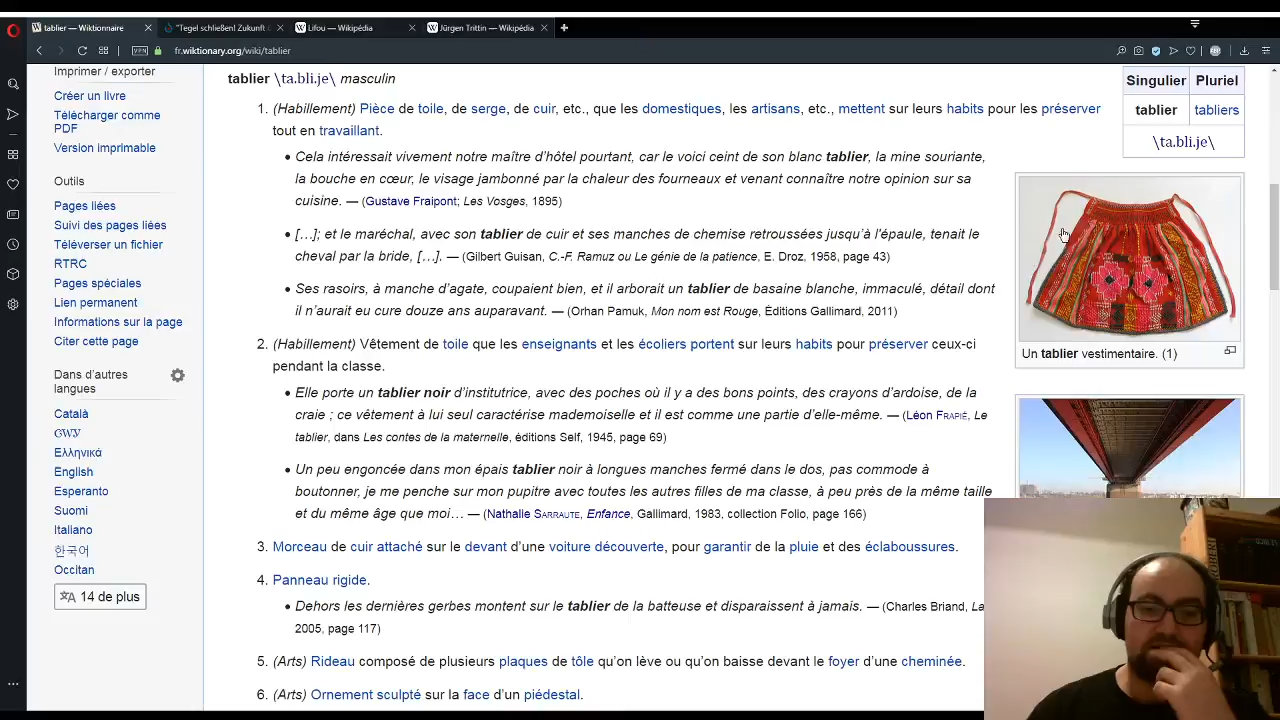 tablier — Wiktionnaire
"Tegel schließen! Zukunft
Lifou — Wikipédia
Jürgen Trittin — Wikipédia
VPN
fr.wiktionary.org/wiki/tablier
Imprimer / exporter
Créer un livre
Télécharger comme
PDF
Version imprimable
Outils
Pages liées
Suivi des pages liées
Téléverser un fichier
RTRC
Pages spéciales
Lien permanent
Informations sur la page
Citer cette page
Dans d'autres
langues
Català
ᏣᎳᎩ
Ελληνικά
English
Esperanto
Suomi
Italiano
한국어
Occitan
14 de plus
tablier \ta.bli.je\ masculin
1. (Habillement) Pièce de toile, de serge, de cuir, etc., que les domestiques, les artisans, etc., mettent sur leurs habits pour les préserver
tout en travaillant.
• Cela intéressait vivement notre maître d’hôtel pourtant, car le voici ceint de son blanc tablier, la mine souriante,
la bouche en cœur, le visage jambonné par la chaleur des fourneaux et venant connaître notre opinion sur sa
cuisine. — (Gustave Fraipont; Les Vosges, 1895)
• […]; et le maréchal, avec son tablier de cuir et ses manches de chemise retroussées jusqu’à l’épaule, tenait le
cheval par la bride, […]. — (Gilbert Guisan, C.-F. Ramuz ou Le génie de la patience, E. Droz, 1958, page 43)
• Ses rasoirs, à manche d’agate, coupaient bien, et il arborait un tablier de basaine blanche, immaculé, détail dont
il n’aurait eu cure douze ans auparavant. — (Orhan Pamuk, Mon nom est Rouge, Éditions Gallimard, 2011)
2. (Habillement) Vêtement de toile que les enseignants et les écoliers portent sur leurs habits pour préserver ceux-ci
pendant la classe.
• Elle porte un tablier noir d’institutrice, avec des poches où il y a des bons points, des crayons d’ardoise, de la
craie ; ce vêtement à lui seul caractérise mademoiselle et il est comme une partie d’elle-même. — (Léon Frapié, Le
tablier, dans Les contes de la maternelle, éditions Self, 1945, page 69)
• Un peu engoncée dans mon épais tablier noir à longues manches fermé dans le dos, pas commode à
boutonner, je me penche sur mon pupitre avec toutes les autres filles de ma classe, à peu près de la même taille
et du même âge que moi… — (Nathalie Sarraute, Enfance, Gallimard, 1983, collection Folio, page 166)
3. Morceau de cuir attaché sur le devant d’une voiture découverte, pour garantir de la pluie et des éclaboussures.
4. Panneau rigide.
• Dehors les dernières gerbes montent sur le tablier de la batteuse et disparaissent à jamais. — (Charles Briand, La
2005, page 117)
5. (Arts) Rideau composé de plusieurs plaques de tôle qu’on lève ou qu’on baisse devant le foyer d’une cheminée.
6. (Arts) Ornement sculpté sur la face d’un piédestal.
Singulier Pluriel
tablier tabliers
\ta.bli.je\
Un tablier vestimentaire. (1)